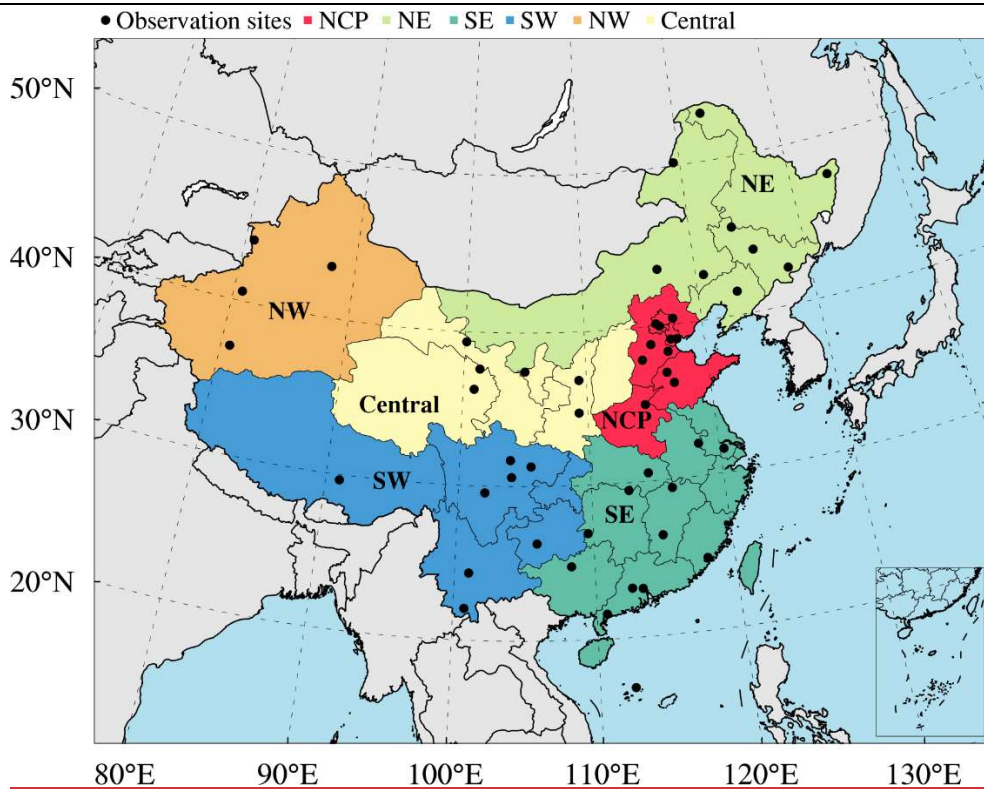 Observation sites NCP NE SE SW NW Central
50°N
NE
40°N
NW
Central
30°N
NCP
SW
SE
20°N
80°E 90°E 100°E 110°E 120°E 130°E